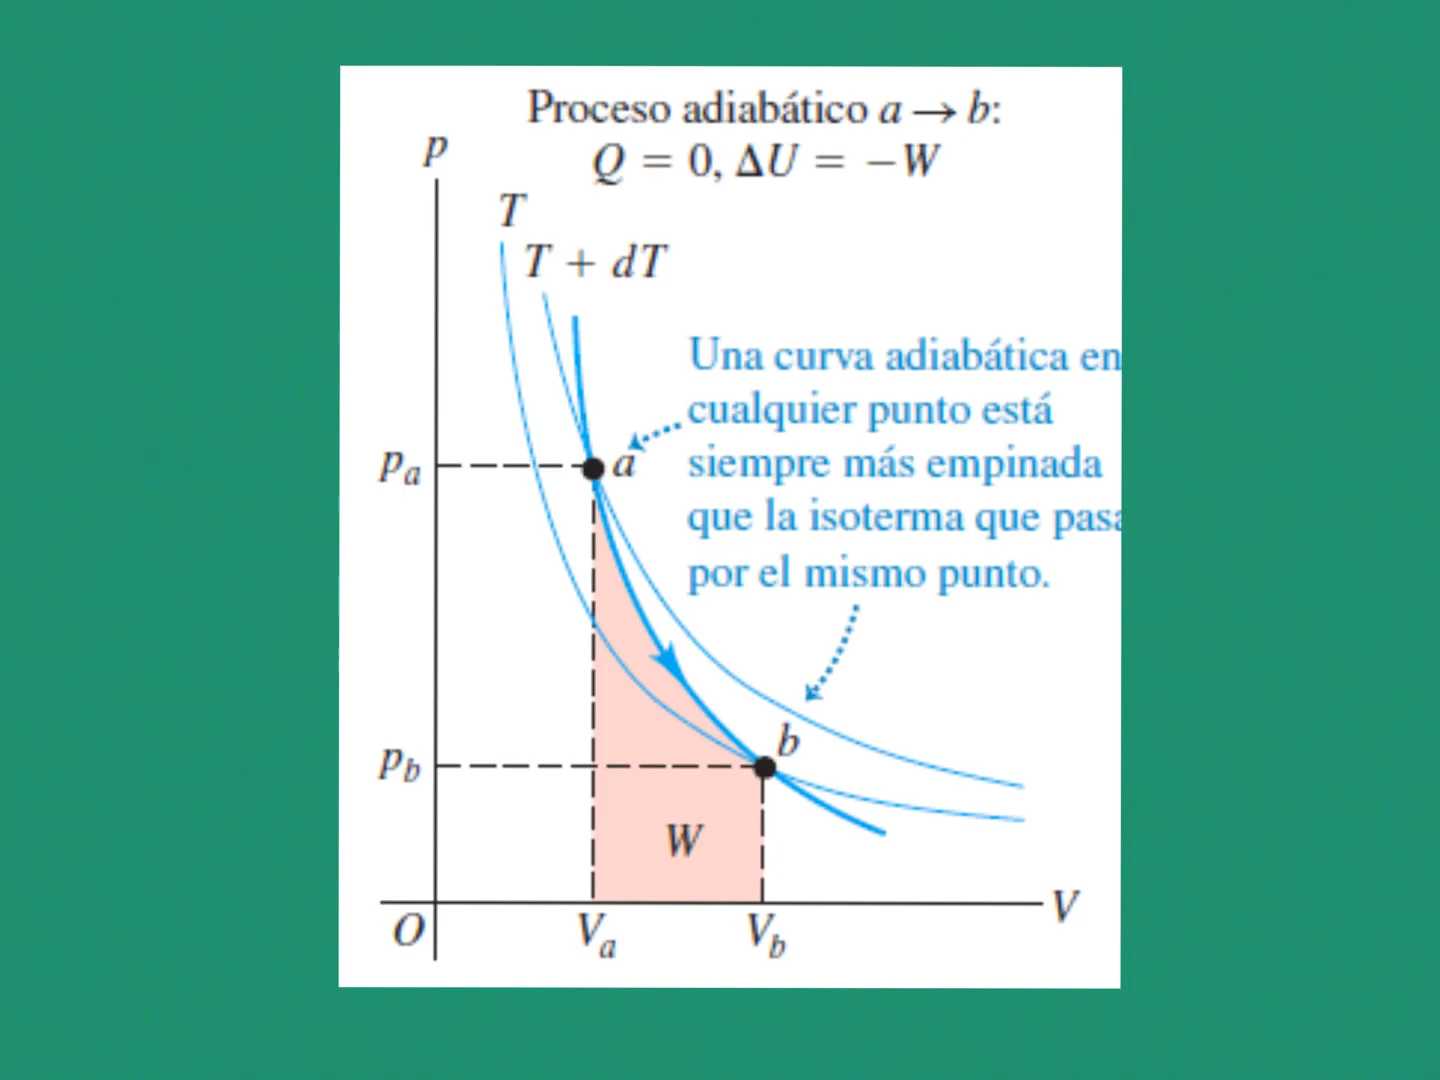 Proceso adiabático a → b:
Q = 0, ΔU = −W
p
T
T + dT
Una curva adiabática en
cualquier punto está
siempre más empinada
que la isoterma que pasa
por el mismo punto.
pa
a
b
pb
W
O
Va
Vb
V